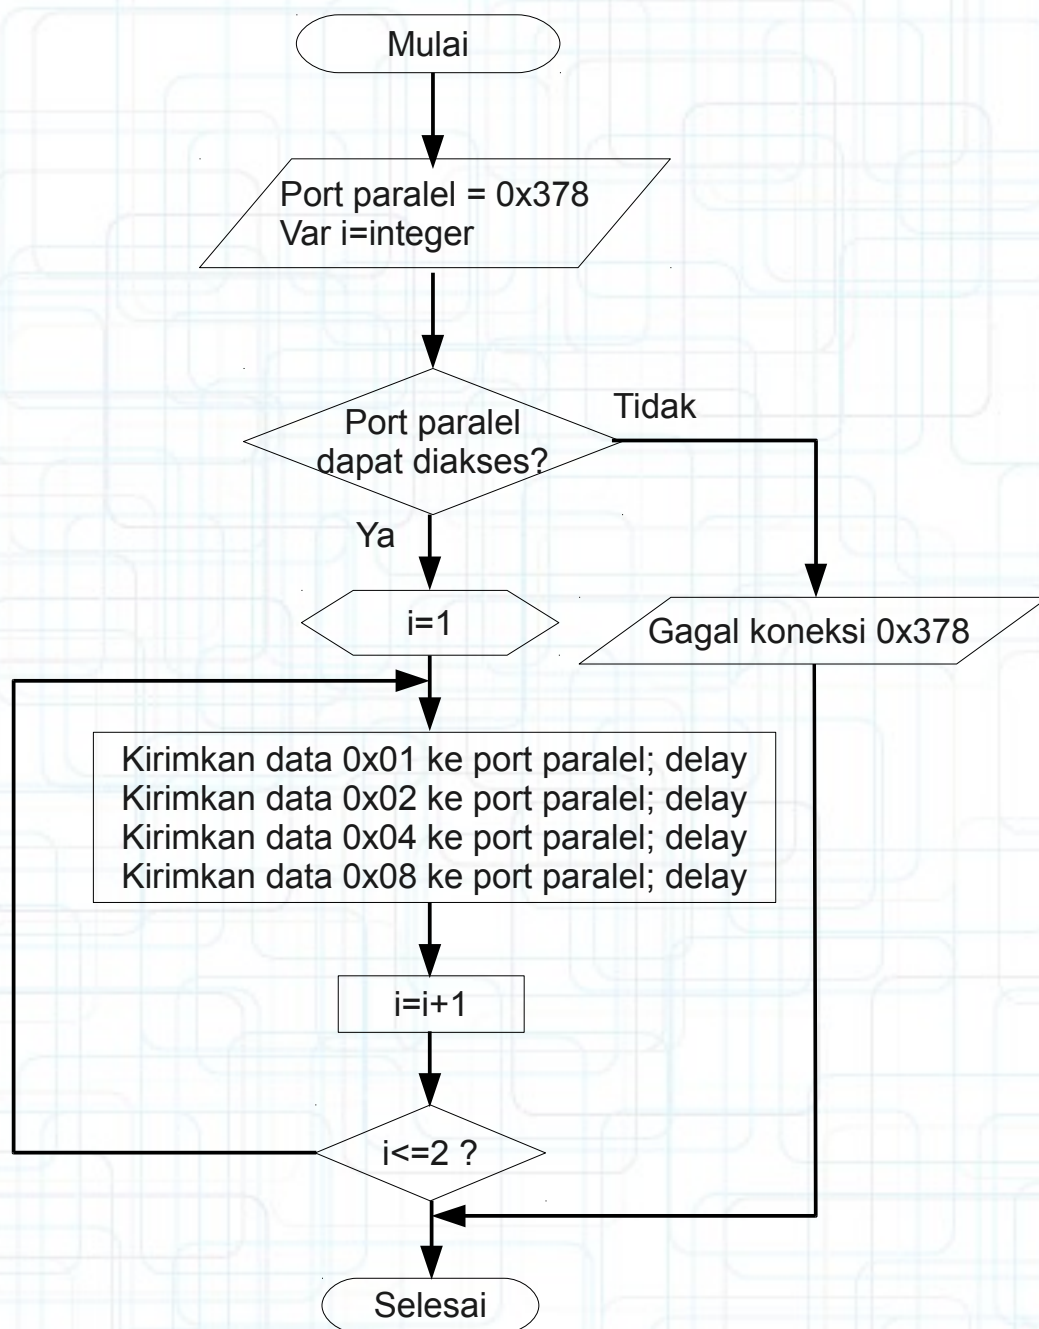 Mulai
Port paralel = 0x378
Var i=integer
Port paralel
dapat diakses?
Tidak
Ya
i=1
Gagal koneksi 0x378
Kirimkan data 0x01 ke port paralel; delay
Kirimkan data 0x02 ke port paralel; delay
Kirimkan data 0x04 ke port paralel; delay
Kirimkan data 0x08 ke port paralel; delay
i=i+1
i<=2 ?
Selesai